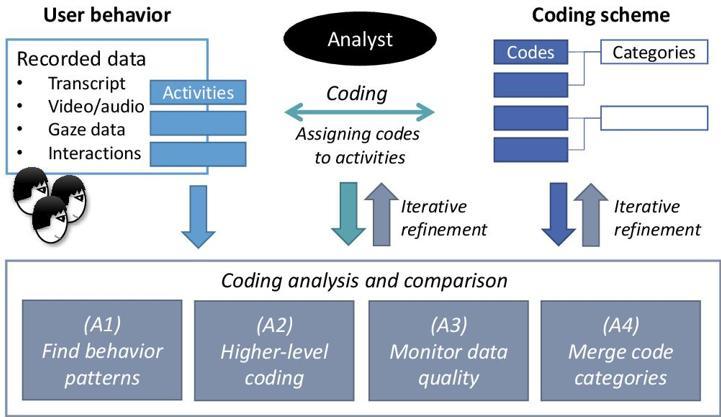 User behavior
Coding scheme
Recorded data
• Transcript
• Video/audio
• Gaze data
• Interactions
Activities
Analyst
Coding
Assigning codes
to activities
Codes
Categories
Iterative
refinement
Iterative
refinement
Coding analysis and comparison
(A1)
Find behavior
patterns
(A2)
Higher-level
coding
(A3)
Monitor data
quality
(A4)
Merge code
categories